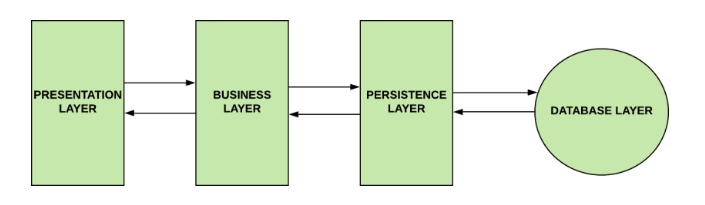 PRESENTATION
LAYER
BUSINESS
LAYER
PERSISTENCE
LAYER
DATABASE LAYER